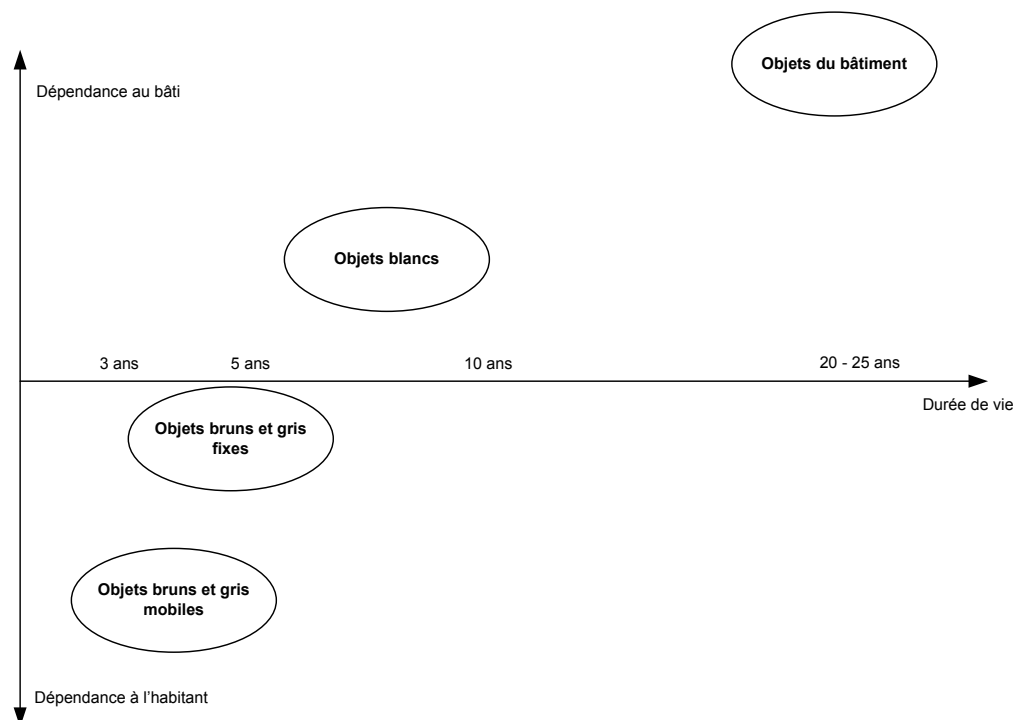 Objets du bâtiment
Dépendance au bâti
Objets blancs
3 ans
5 ans
10 ans
20 - 25 ans
Durée de vie
Objets bruns et gris
fixes
Objets bruns et gris
mobiles
Dépendance à l'habitant